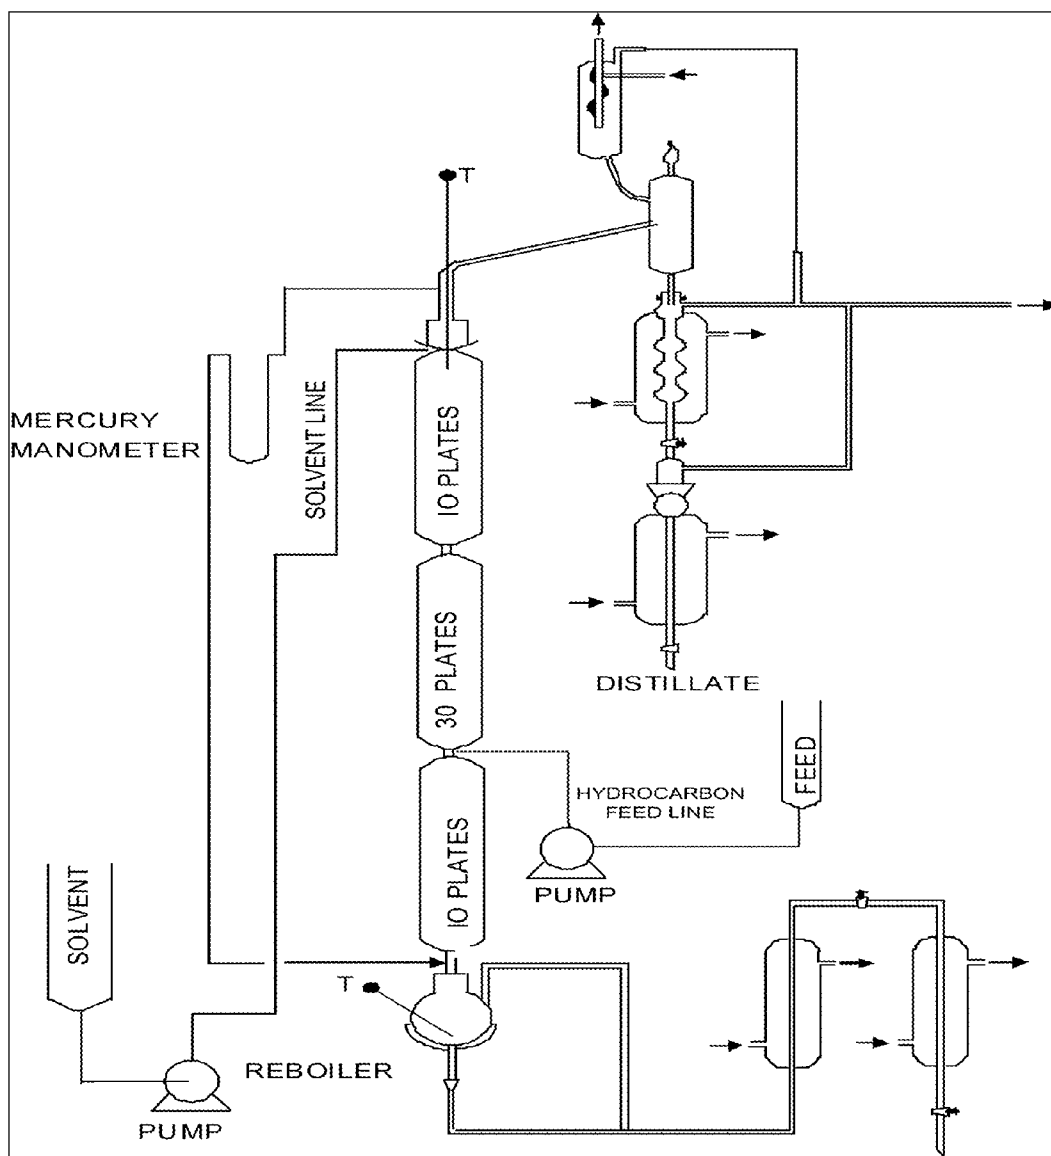 T
MERCURY
MANOMETER
SOLVENT LINE
IO PLATES
30 PLATES
DISTILLATE
FEED
HYDROCARBON
FEED LINE
IO PLATES
PUMP
SOLVENT
T
REBOILER
PUMP